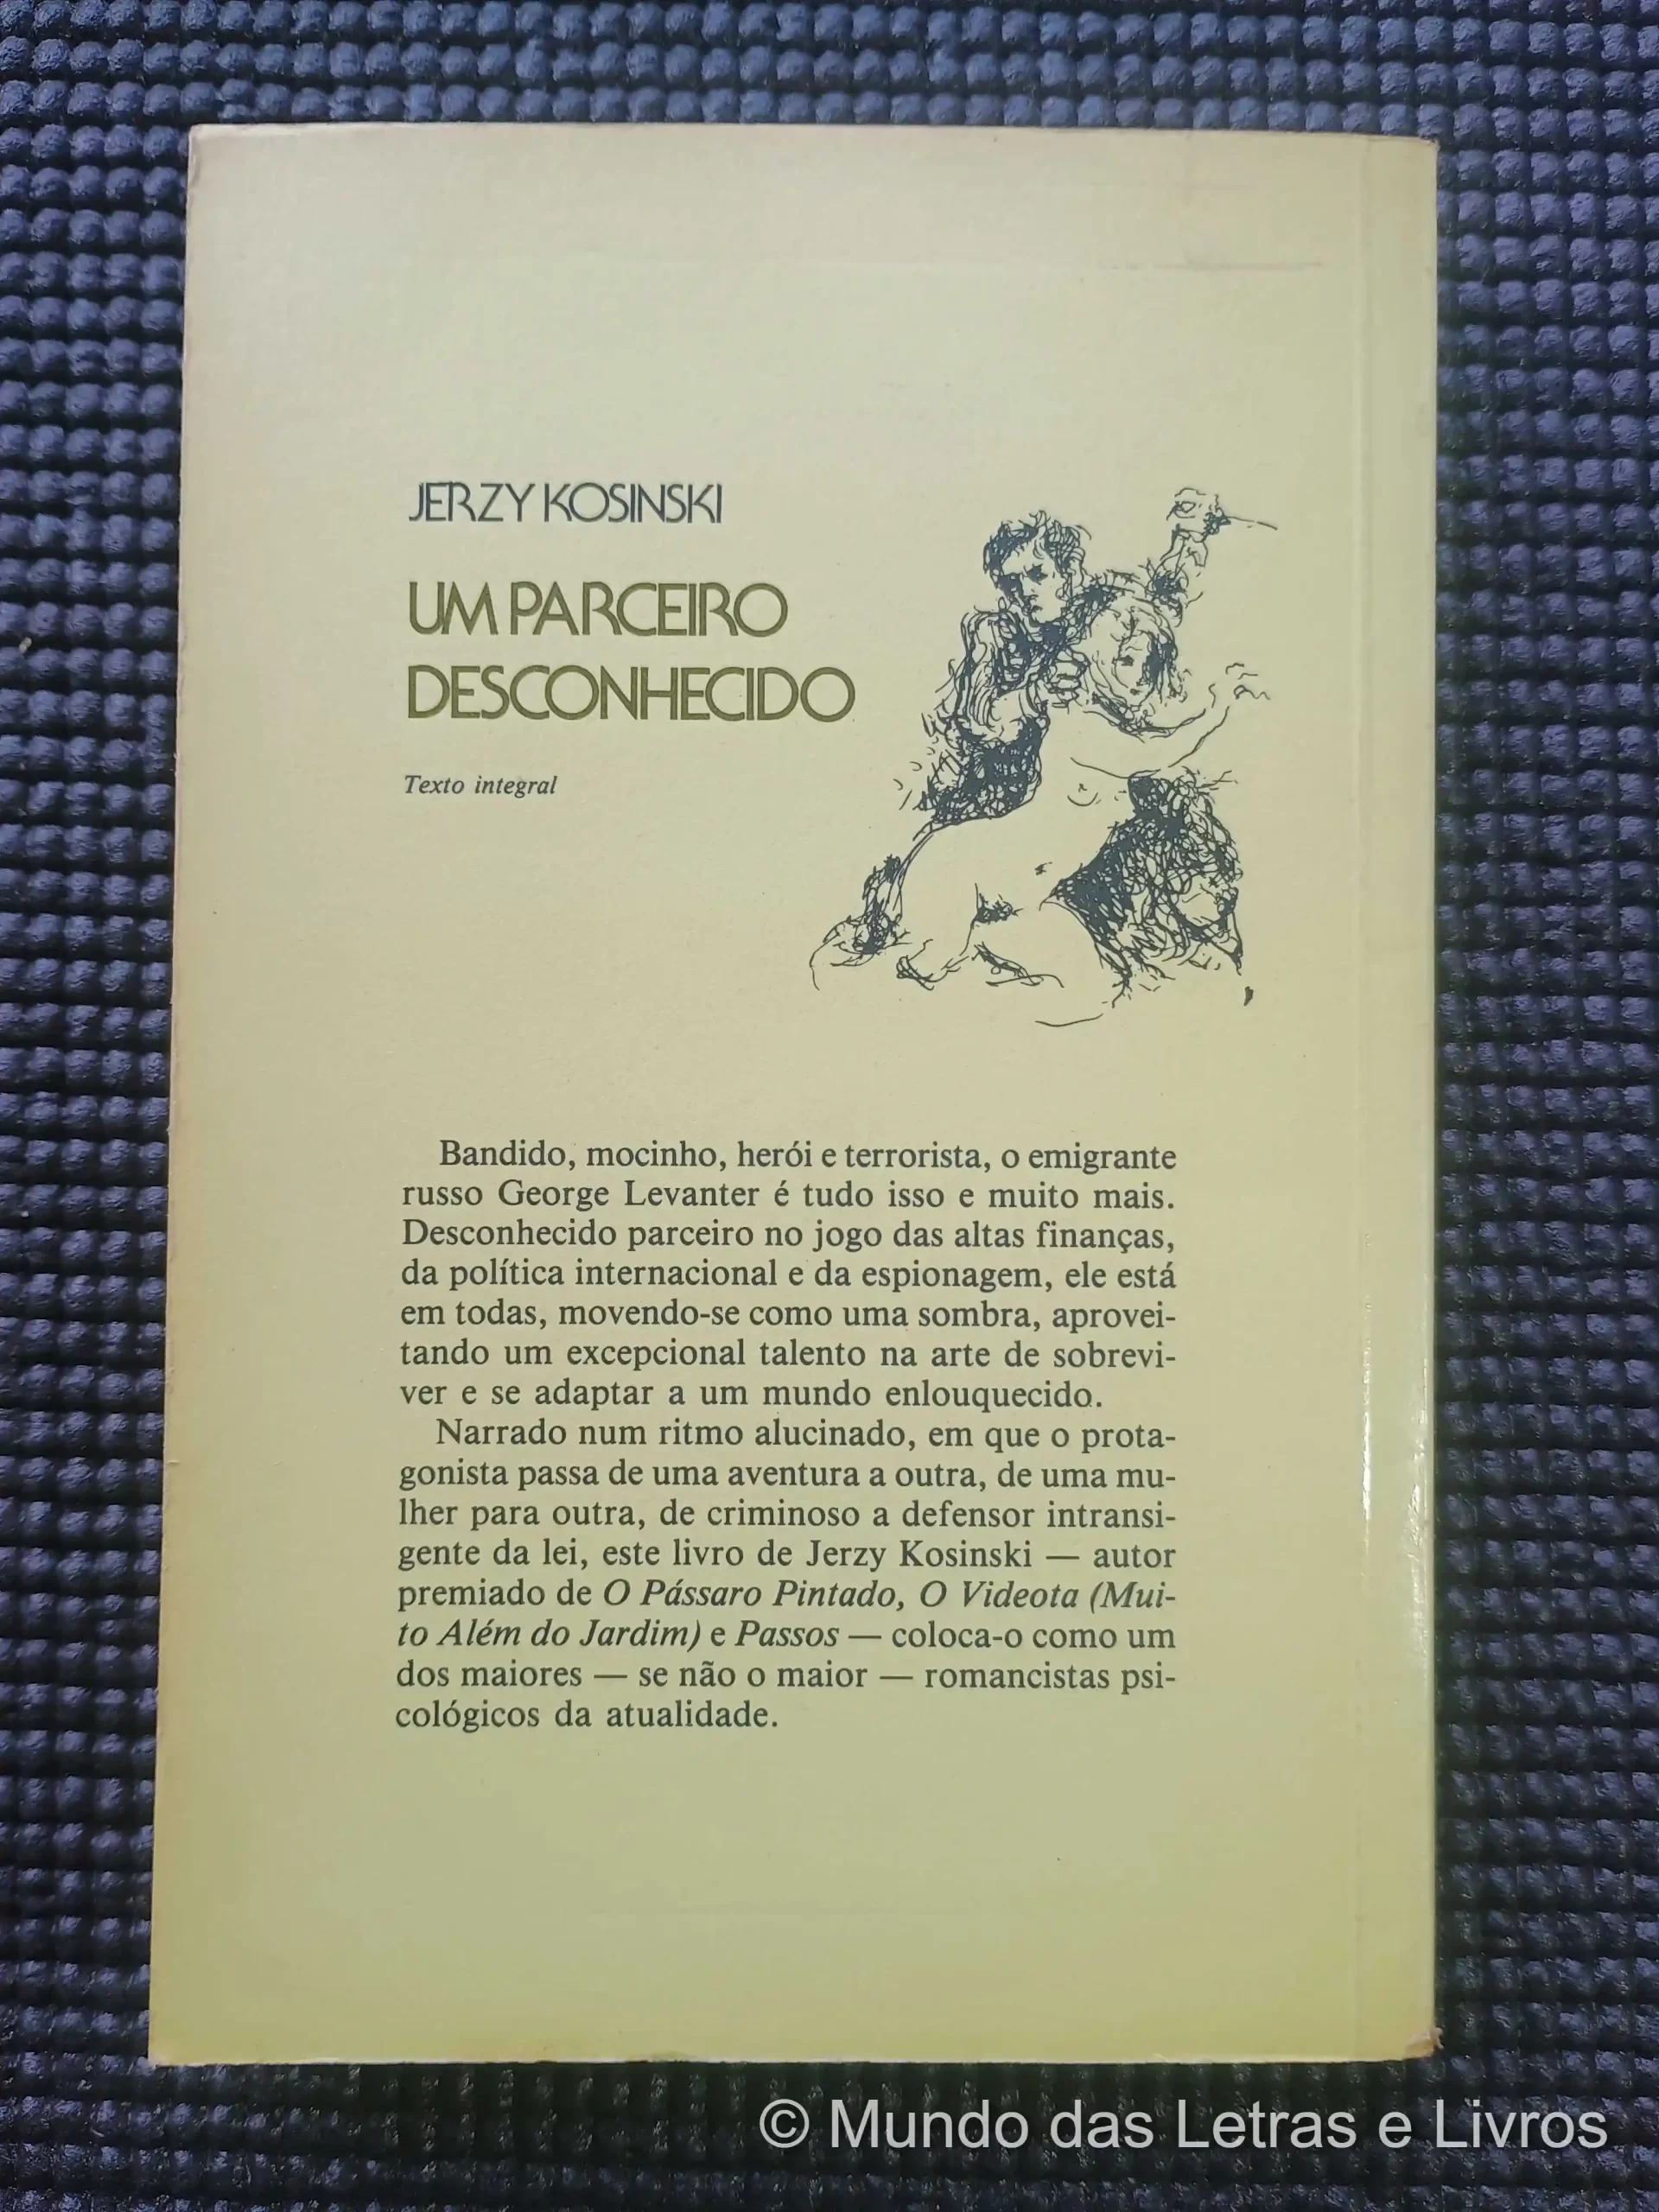 JERZY KOSINSKI
UM PARCEIRO
DESCONHECIDO
Texto integral
Bandido, mocinho, herói e terrorista, o emigrante
russo George Levanter é tudo isso e muito mais.
Desconhecido parceiro no jogo das altas finanças,
da política internacional e da espionagem, ele está
em todas, movendo-se como uma sombra, aprovei-
tando um excepcional talento na arte de sobrevi-
ver e se adaptar a um mundo enlouquecido.
Narrado num ritmo alucinado, em que o prota-
gonista passa de uma aventura a outra, de uma mu-
lher para outra, de criminoso a defensor intransi-
gente da lei, este livro de Jerzy Kosinski — autor
premiado de O Pássaro Pintado, O Videota (Mui-
to Além do Jardim) e Passos — coloca-o como um
dos maiores — se não o maior — romancistas psi-
cológicos da atualidade.
© Mundo das Letras e Livros